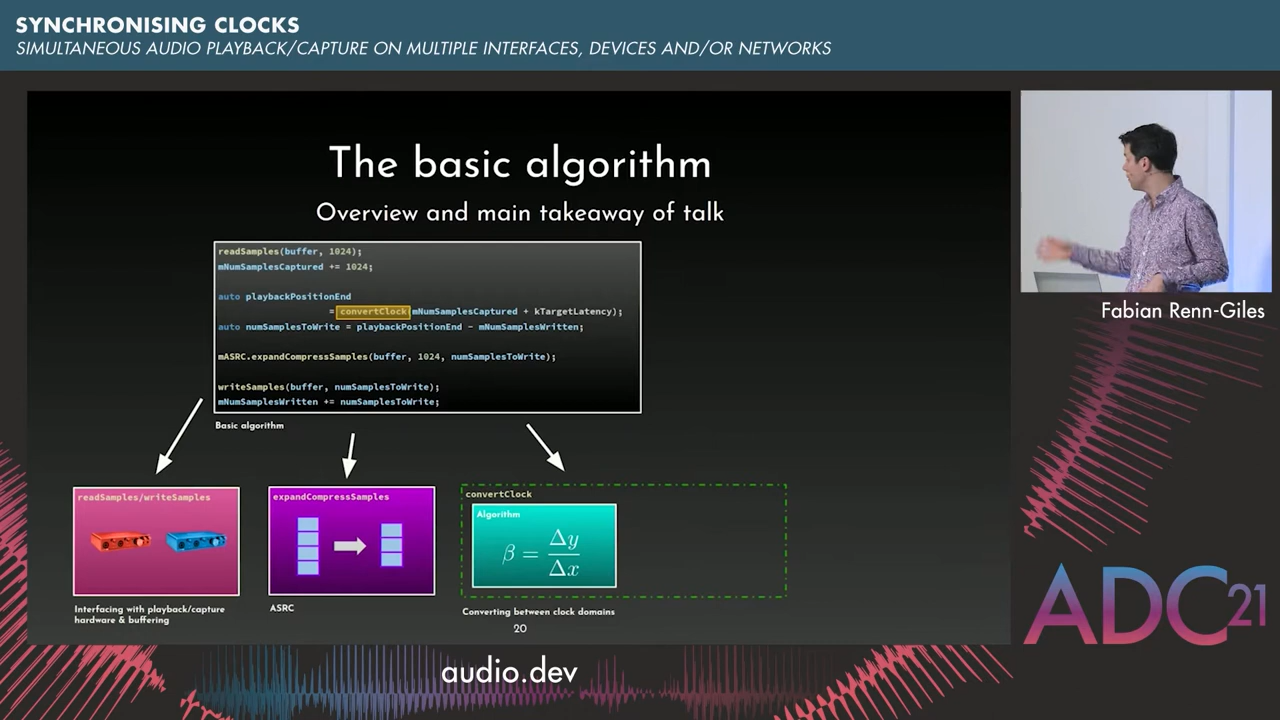 SYNCHRONISING CLOCKS
SIMULTANEOUS AUDIO PLAYBACK/CAPTURE ON MULTIPLE INTERFACES, DEVICES AND/OR NETWORKS
The basic algorithm
Overview and main takeaway of talk
readSamples(buffer, 1024);
mNumSamplesCaptured += 1024;
auto playbackPositionEnd
= convertClock(mNumSamplesCaptured + kTargetLatency);
auto numSamplesToWrite = playbackPositionEnd - mNumSamplesWritten;
mASRC.expandCompressSamples(buffer, 1024, numSamplesToWrite);
writeSamples(buffer, numSamplesToWrite);
mNumSamplesWritten += numSamplesToWrite;
Basic algorithm
readSamples/writeSamples
Interfacing with playback/capture
hardware & buffering
expandCompressSamples
ASRC
convertClock
Algorithm
β = Δy/Δx
Converting between clock domains
20
Fabian Renn-Giles
ADC21
audio.dev